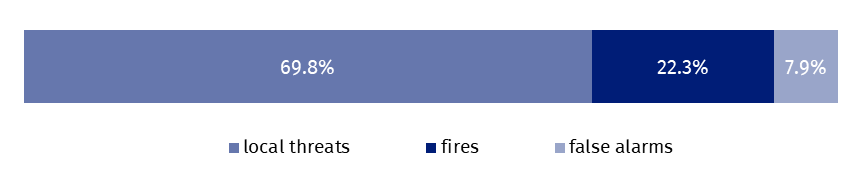 69.8% 22.3% 7.9%
local threats fires false alarms